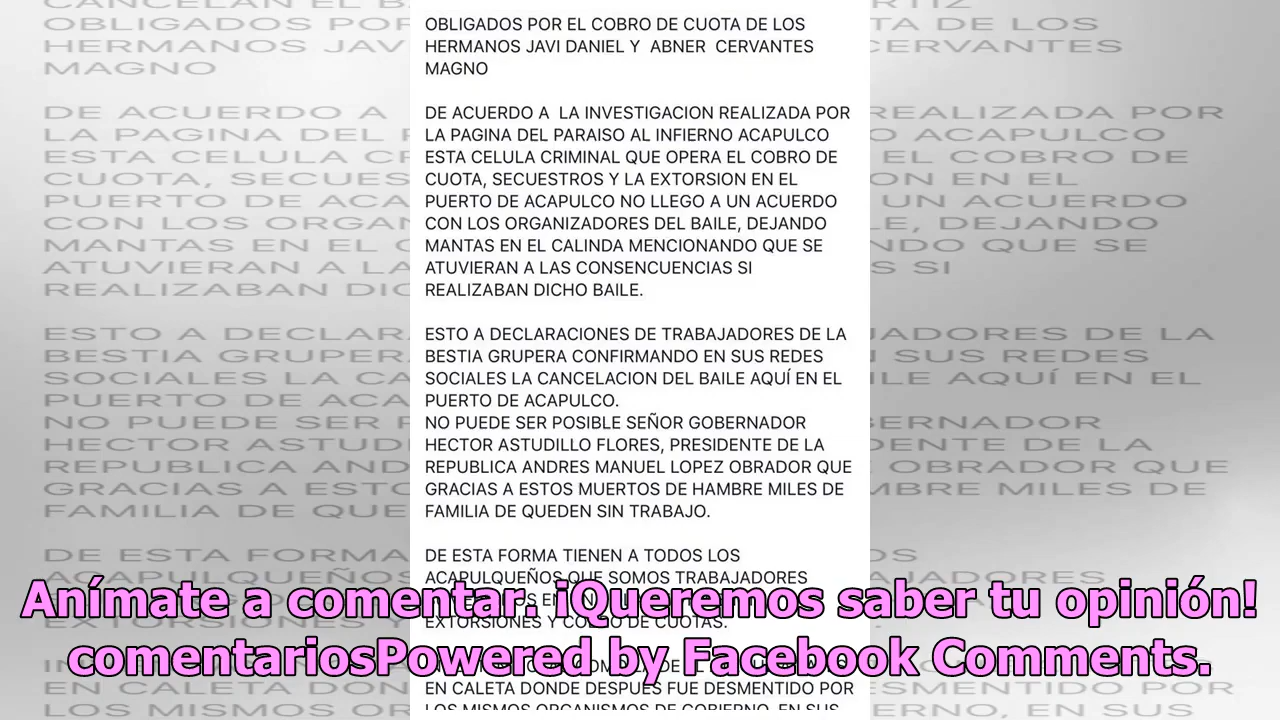 OBLIGADOS POR EL COBRO DE CUOTA DE LOS
HERMANOS JAVI DANIEL Y ABNER CERVANTES
MAGNO
DE ACUERDO A LA INVESTIGACION REALIZADA POR
LA PAGINA DEL PARAISO AL INFIERNO ACAPULCO
ESTA CELULA CRIMINAL QUE OPERA EL COBRO DE
CUOTA, SECUESTROS Y LA EXTORSION EN EL
PUERTO DE ACAPULCO NO LLEGO A UN ACUERDO
CON LOS ORGANIZADORES DEL BAILE, DEJANDO
MANTAS EN EL CALINDA MENCIONANDO QUE SE
ATUVIERAN A LAS CONSENCUENCIAS SI
REALIZABAN DICHO BAILE.
ESTO A DECLARACIONES DE TRABAJADORES DE LA
BESTIA GRUPERA CONFIRMANDO EN SUS REDES
SOCIALES LA CANCELACION DEL BAILE AQUÍ EN EL
PUERTO DE ACAPULCO.
NO PUEDE SER POSIBLE SEÑOR GOBERNADOR
HECTOR ASTUDILLO FLORES, PRESIDENTE DE LA
REPUBLICA ANDRES MANUEL LOPEZ OBRADOR QUE
GRACIAS A ESTOS MUERTOS DE HAMBRE MILES DE
FAMILIA DE QUEDEN SIN TRABAJO.
DE ESTA FORMA TIENEN A TODOS LOS
ACAPULQUEÑOS QUE SOMOS TRABAJADORES
Anímate a comentar. ¡Queremos saber tu opinión!
EXTORSIONES Y COBRO DE CUOTAS.
comentariosPowered by Facebook Comments.
EN CALETA DONDE DESPUES FUE DESMENTIDO POR
LOS MISMOS ORGANISMOS DE GOBIERNO, EN SUS